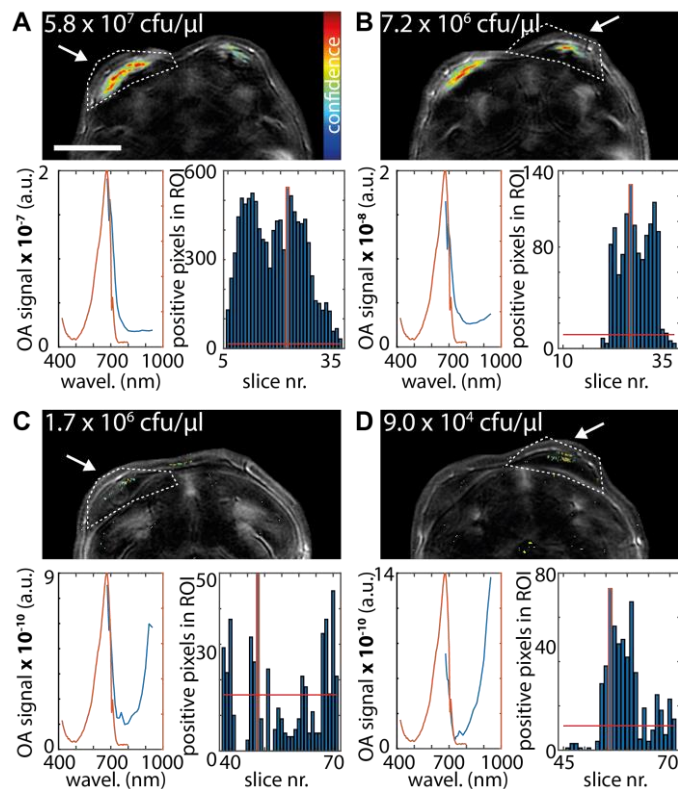 A
5.8 x 10⁷ cfu/μl
confidence
OA signal x 10⁻⁷ (a.u.)
2
0
400 700 1000
wavel. (nm)
positive pixels in ROI
600
300
0
5 35
slice nr.
B
7.2 x 10⁶ cfu/μl
OA signal x 10⁻⁸ (a.u.)
2
0
400 700 1000
wavel. (nm)
positive pixels in ROI
140
80
40
0
10 35
slice nr.
C
1.7 x 10⁶ cfu/μl
OA signal x 10⁻¹⁰ (a.u.)
9
0
400 700 1000
wavel. (nm)
positive pixels in ROI
50
30
0
40 70
slice nr.
D
9.0 x 10⁴ cfu/μl
OA signal x 10⁻¹⁰ (a.u.)
14
0
400 700 1000
wavel. (nm)
positive pixels in ROI
80
40
0
45 70
slice nr.